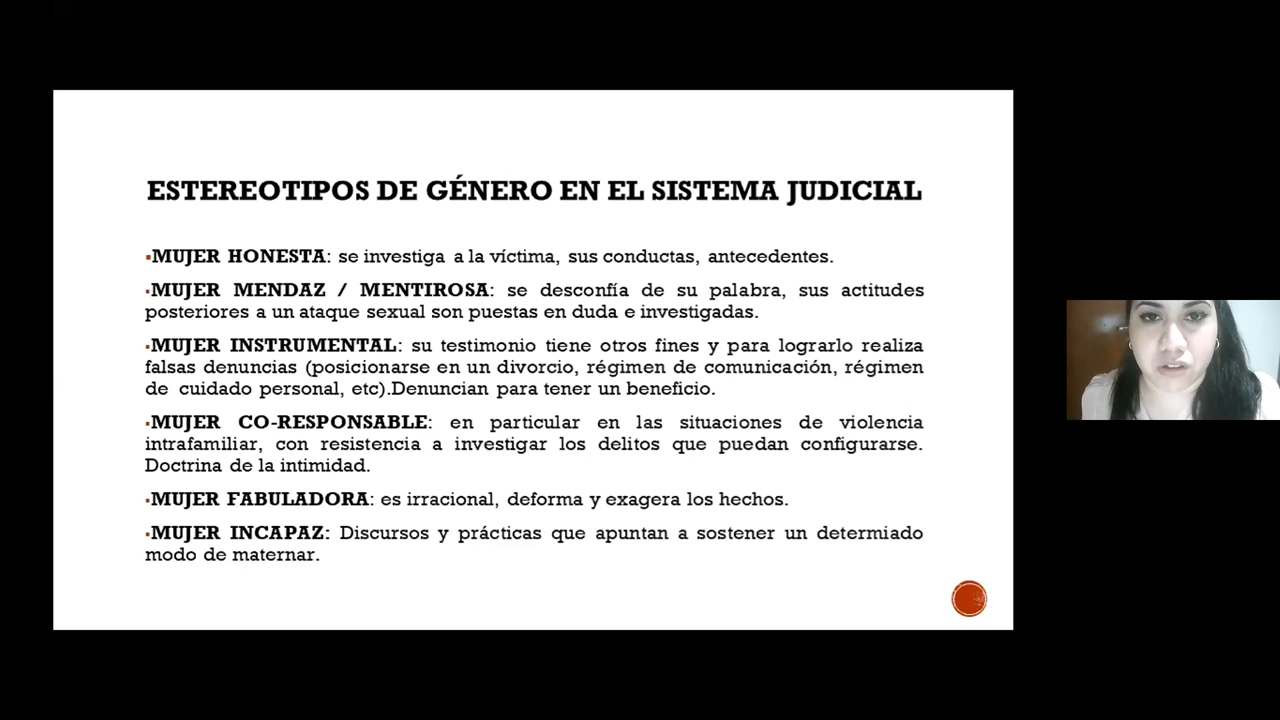 ESTEREOTIPOS DE GÉNERO EN EL SISTEMA JUDICIAL
▪MUJER HONESTA: se investiga a la víctima, sus conductas, antecedentes.
▪MUJER MENDAZ / MENTIROSA: se desconfía de su palabra, sus actitudes
posteriores a un ataque sexual son puestas en duda e investigadas.
▪MUJER INSTRUMENTAL: su testimonio tiene otros fines y para lograrlo realiza
falsas denuncias (posicionarse en un divorcio, régimen de comunicación, régimen
de cuidado personal, etc).Denuncian para tener un beneficio.
▪MUJER CO-RESPONSABLE: en particular en las situaciones de violencia
intrafamiliar, con resistencia a investigar los delitos que puedan configurarse.
Doctrina de la intimidad.
▪MUJER FABULADORA: es irracional, deforma y exagera los hechos.
▪MUJER INCAPAZ: Discursos y prácticas que apuntan a sostener un determiado
modo de maternar.